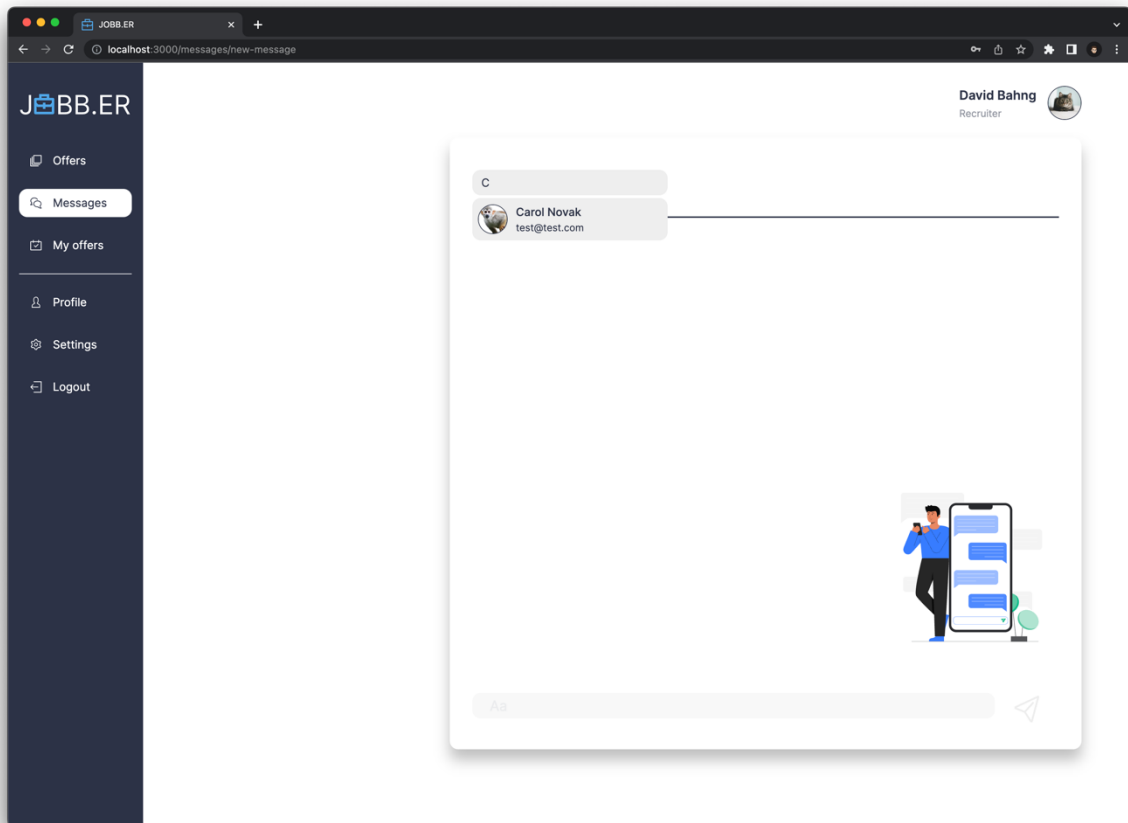 JOBB.ER
localhost:3000/messages/new-message
JOBB.ER
David Bahng
Recruiter
Offers
Messages
My offers
Profile
Settings
Logout
C
Carol Novak
test@test.com
Aa